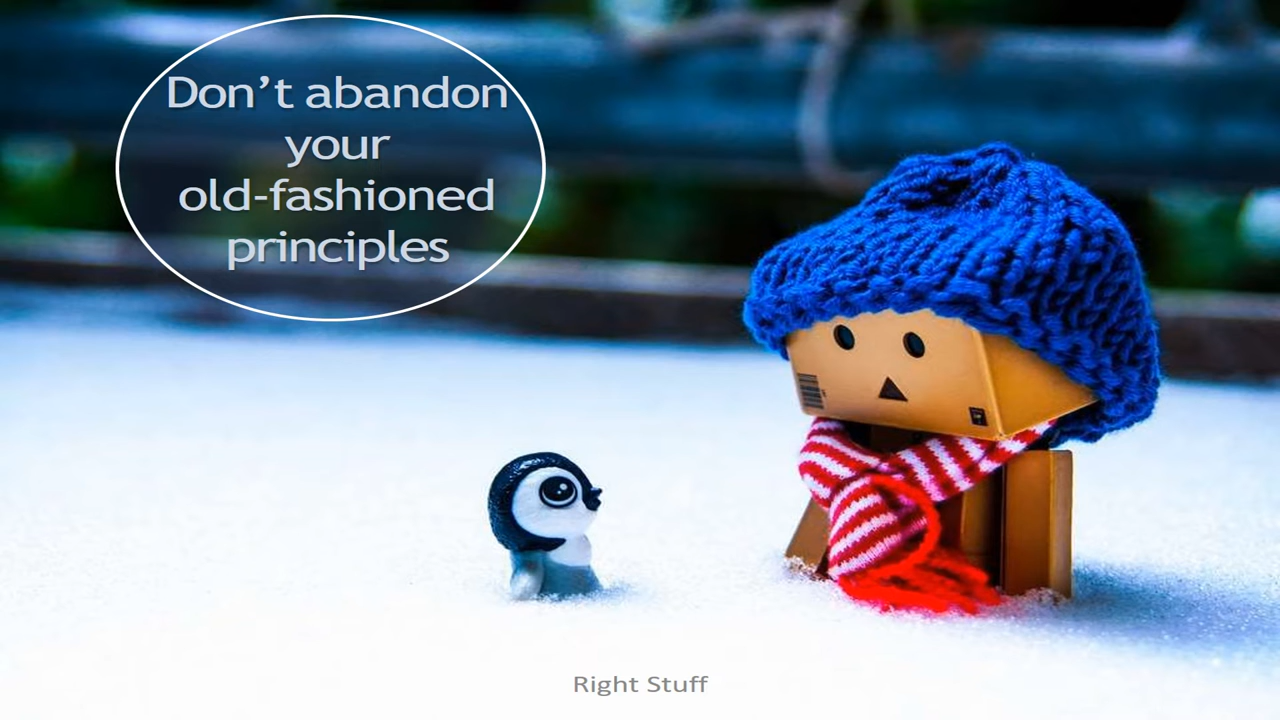 Don’t abandon
your
old-fashioned
principles
Right Stuff